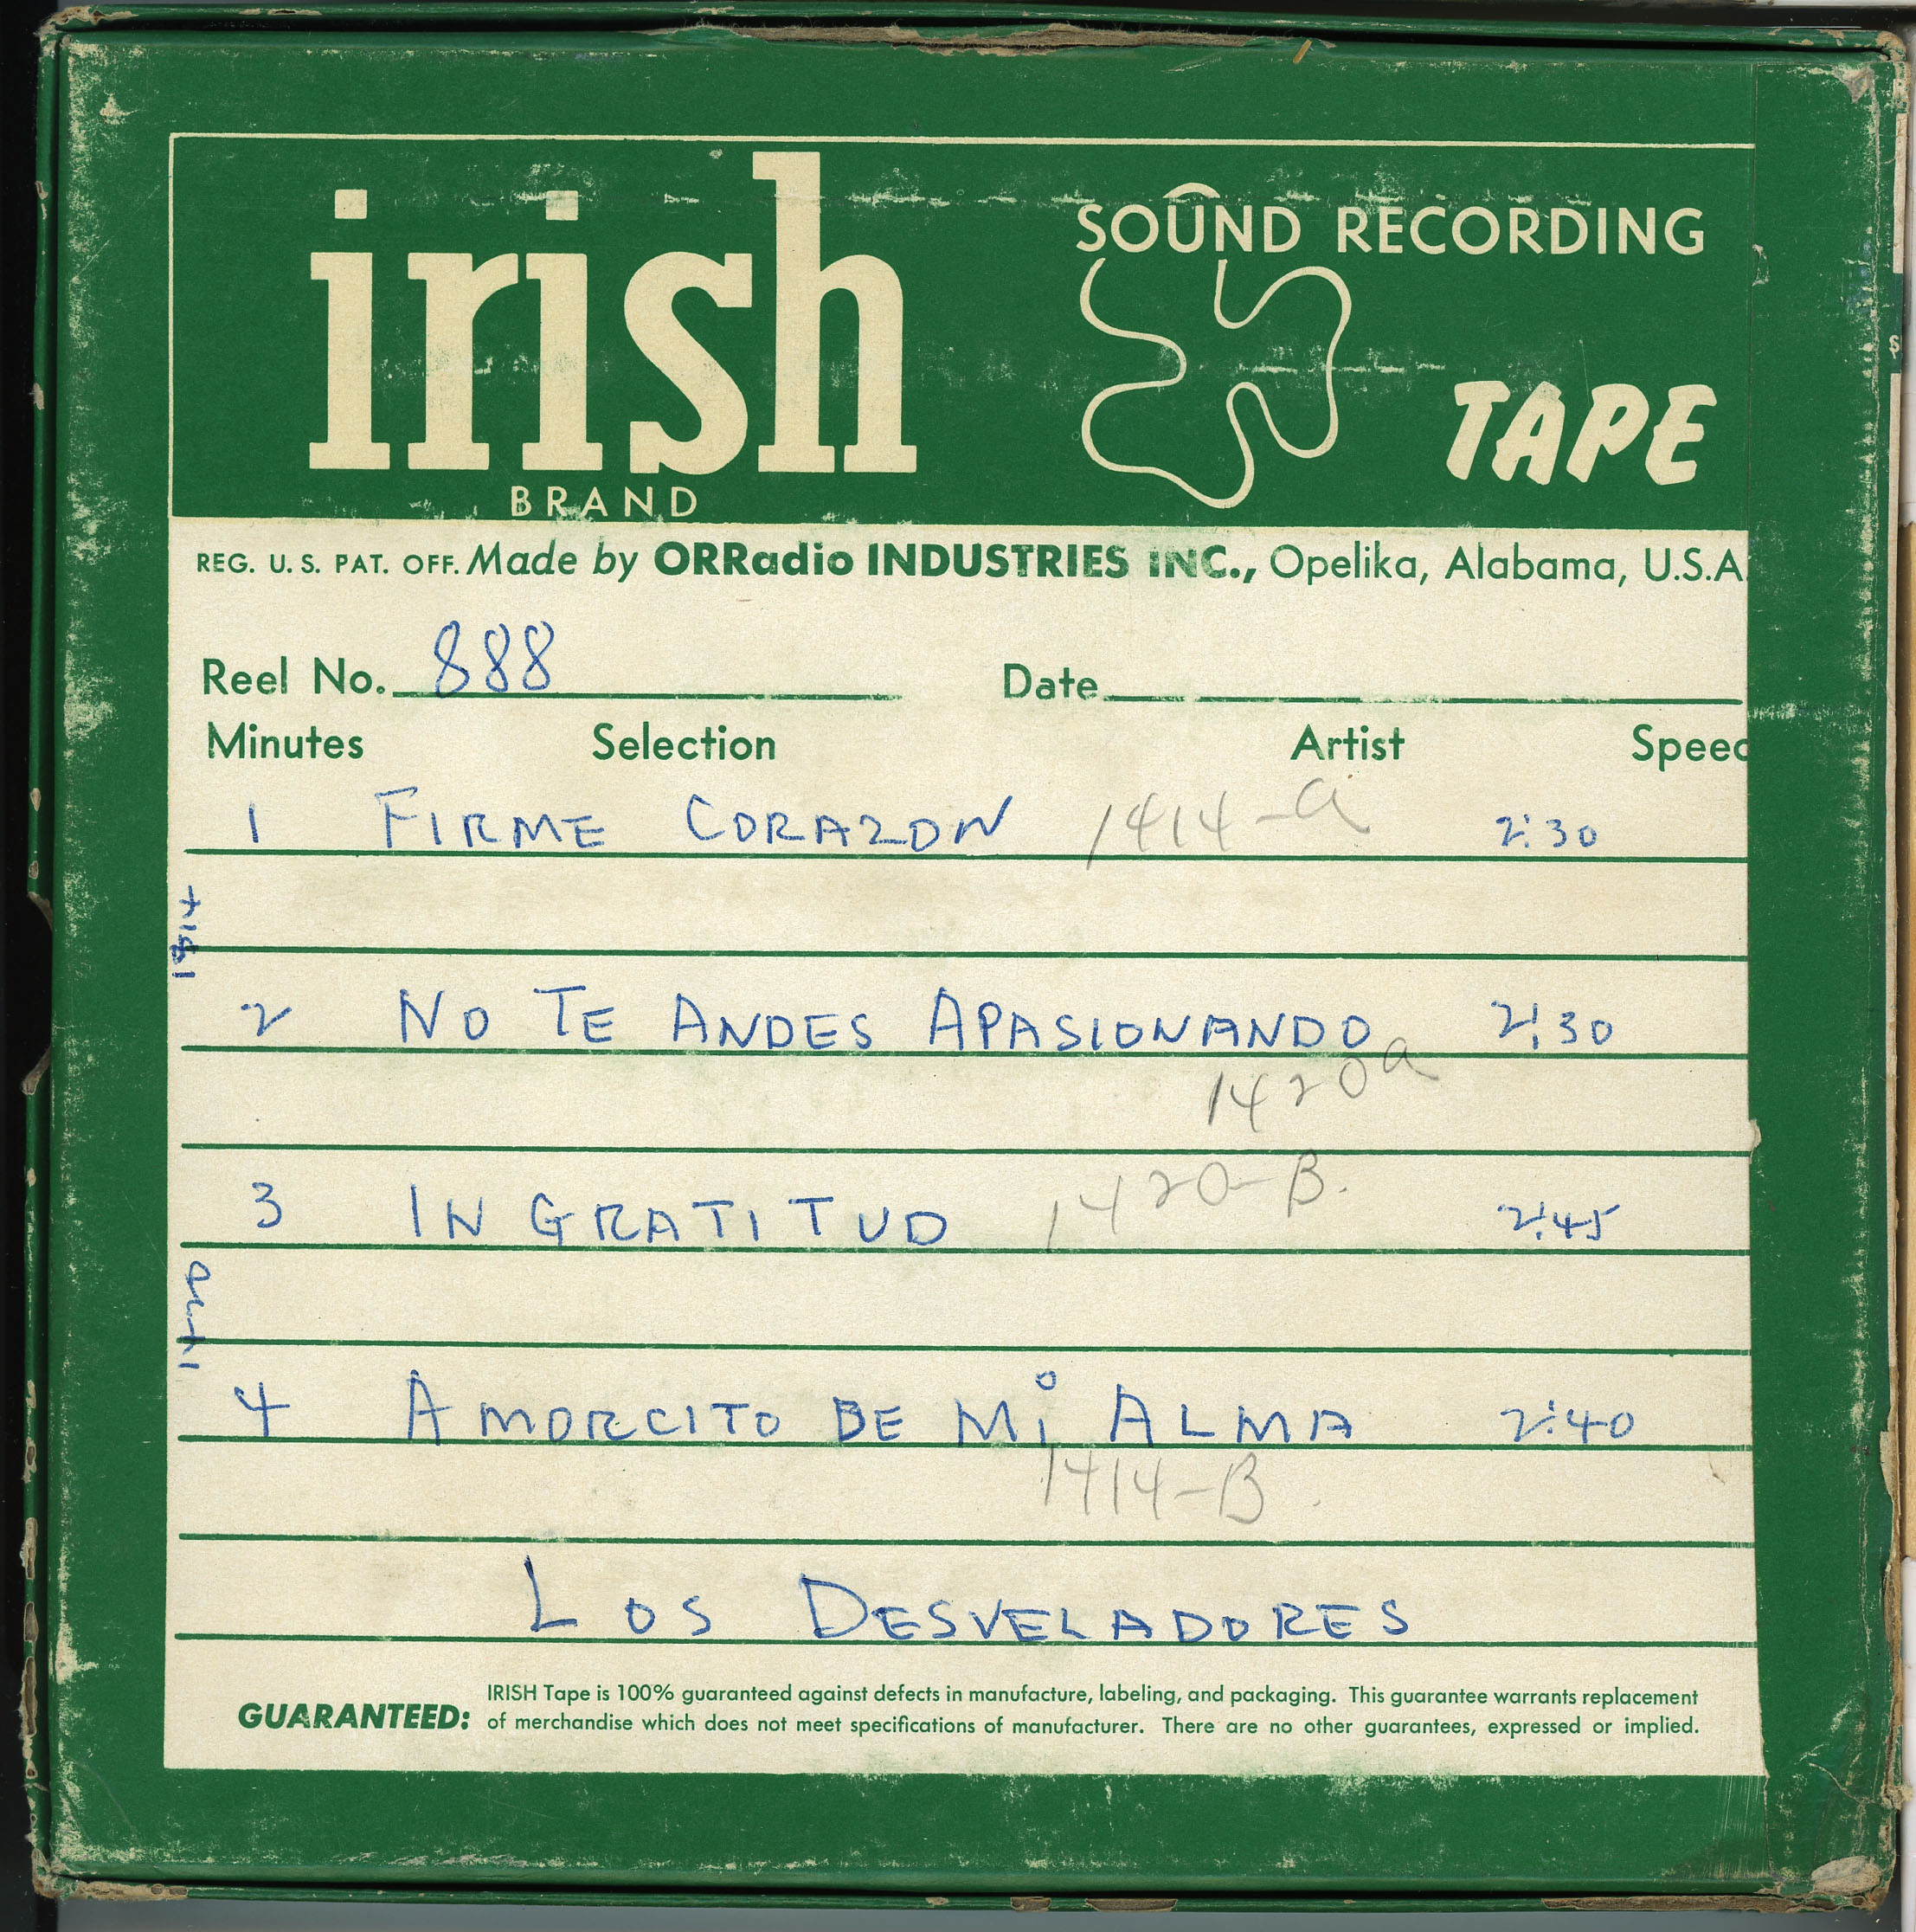 irish
BRAND
SOUND RECORDING
TAPE
REG. U. S. PAT. OFF. Made by ORRadio INDUSTRIES INC., Opelika, Alabama, U.S.A.
Reel No. 888 Date
Minutes Selection Artist Speed
1 FIRME CORAZON 1414-a 2:30
2 NO TE ANDES APASIONANDO 2:30
1420a
3 INGRATITUD 1420-B. 2:45
4 AMORCITO DE Mi ALMA 2:40
1414-B
LOS DESVELADORES
GUARANTEED: IRISH Tape is 100% guaranteed against defects in manufacture, labeling, and packaging. This guarantee warrants replacement
of merchandise which does not meet specifications of manufacturer. There are no other guarantees, expressed or implied.